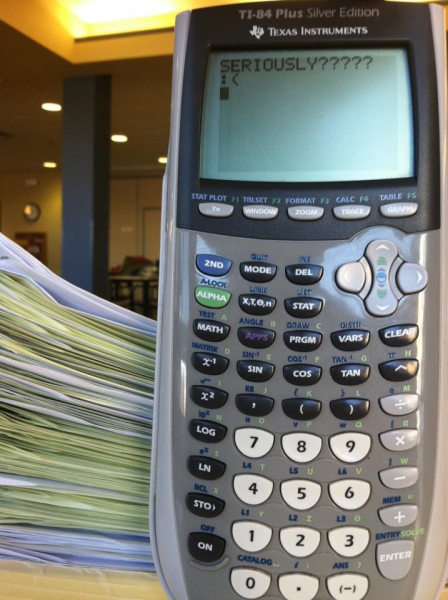 TI-84 Plus Silver Edition
TEXAS INSTRUMENTS
SERIOUSLY?????
:(
STAT PLOT F1 TBLSET F2 FORMAT F3 CALC F4 TABLE F5
Y= WINDOW ZOOM TRACE GRAPH
QUIT INS
2ND MODE DEL
A-LOCK LINK LIST
ALPHA X,T,Θ,n STAT
TEST A ANGLE B DRAW C DISTR
MATH APPS PRGM VARS CLEAR
MATRIX D SIN⁻¹ E COS⁻¹ F TAN⁻¹ G π H
x⁻¹ SIN COS TAN ^
√ I EE J { K } L e M
x² , ( ) ÷
10ˣ N u O v P w Q [ R
LOG 7 8 9 ×
eˣ S L4 T L5 U L6 V ] W
LN 4 5 6 −
RCL X L1 Y L2 Z L3 θ MEM "
STO› 1 2 3 +
OFF CATALOG i : ANS ? ENTRY SOLVE
ON 0 . (−) ENTER